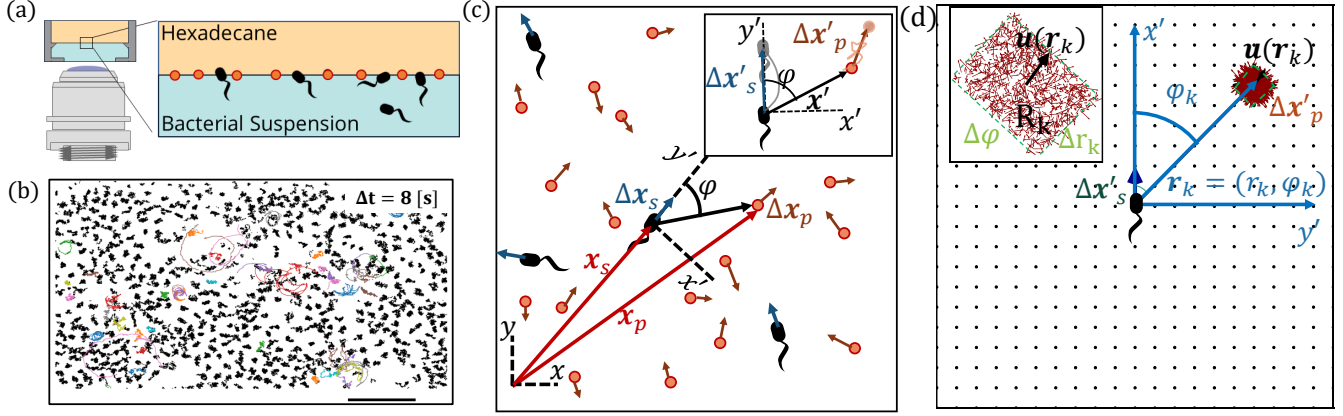 (a)
Hexadecane
Bacterial Suspension
(b)
Δt = 8 [s]
(c)
y′
Δx′ₚ
Δx′ₛ
φ
x′
x′
y′
Δxₛ
φ
Δxₚ
xₛ
x′
xₚ
y
x
(d)
u(rₖ)
Rₖ
Δφ
Δrₖ
x′
u(rₖ)
φₖ
Δx′ₚ
Δx′ₛ
rₖ = (rₖ, φₖ)
y′